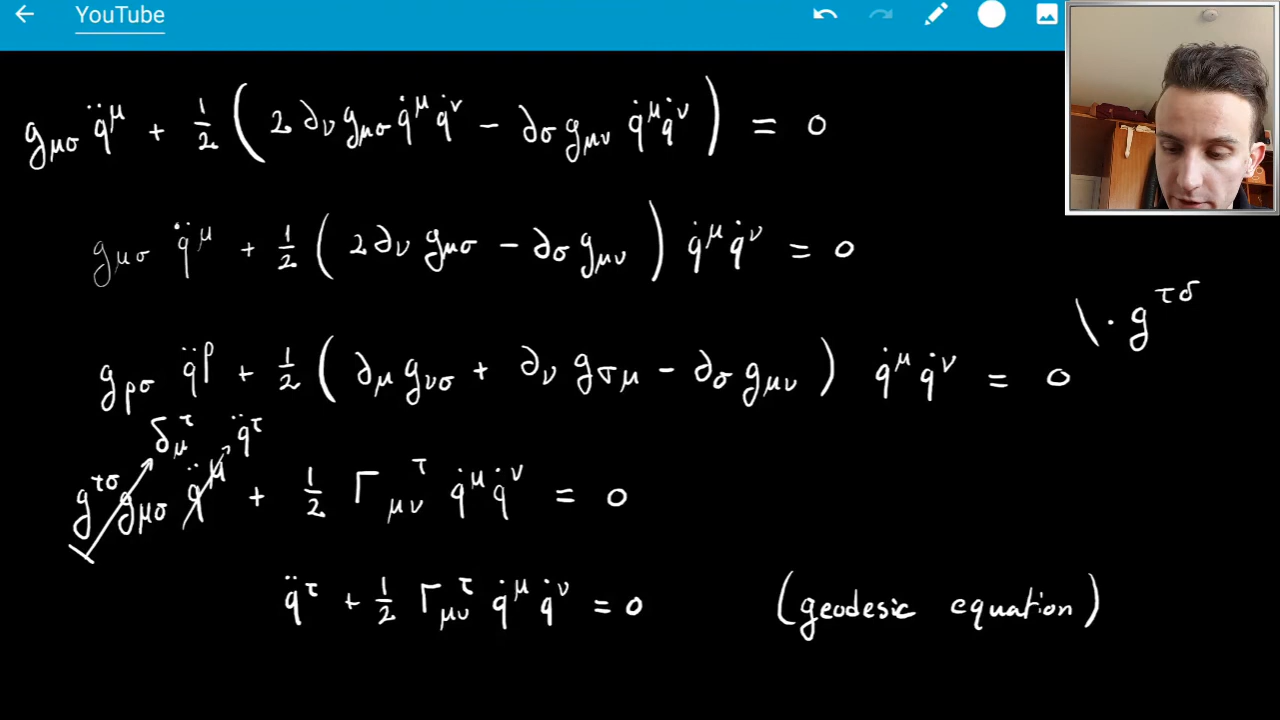 YouTube
g_{μσ} q̈^μ + 1/2 ( 2 ∂_ν g_{μσ} q̇^μ q̇^ν − ∂_σ g_{μν} q̇^μ q̇^ν ) = 0
g_{μσ} q̈^μ + 1/2 ( 2 ∂_ν g_{μσ} − ∂_σ g_{μν} ) q̇^μ q̇^ν = 0
\ · g^{τσ}
g_{ρσ} q̈^ρ + 1/2 ( ∂_μ g_{νσ} + ∂_ν g_{σμ} − ∂_σ g_{μν} ) q̇^μ q̇^ν = 0
δ_μ^τ q̈^τ
g^{τσ} g_{μσ} q̈^μ + 1/2 Γ_{μν}^τ q̇^μ q̇^ν = 0
q̈^τ + 1/2 Γ_{μν}^τ q̇^μ q̇^ν = 0 (geodesic equation)